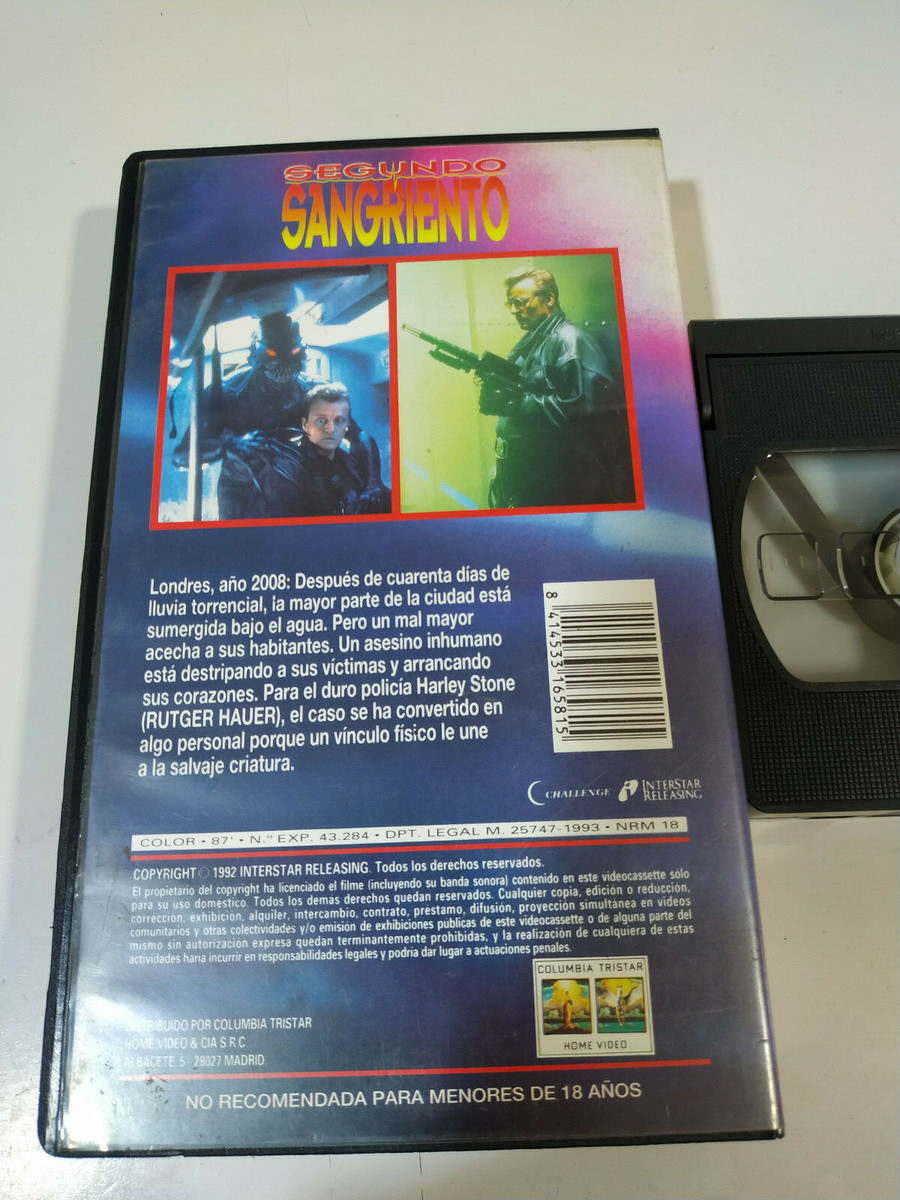 SEGUNDO
SANGRIENTO
Londres, año 2008: Después de cuarenta días de
lluvia torrencial, la mayor parte de la ciudad está
sumergida bajo el agua. Pero un mal mayor
acecha a sus habitantes. Un asesino inhumano
está destripando a sus víctimas y arrancando
sus corazones. Para el duro policía Harley Stone
(RUTGER HAUER), el caso se ha convertido en
algo personal porque un vínculo físico le une
a la salvaje criatura.
8 414533 165815
CHALLENGE
INTERSTAR
RELEASING
COLOR • 87' • N.º EXP. 43.284 • DPT. LEGAL M. 25747-1993 • NRM 18
COPYRIGHT © 1992 INTERSTAR RELEASING. Todos los derechos reservados.
El propietario del copyright ha licenciado el filme (incluyendo su banda sonora) contenido en este videocassette solo
para su uso domestico. Todos los demas derechos quedan reservados. Cualquier copia, edición o reducción,
corrección, exhibicion, alquiler, intercambio, contrato, préstamo, difusión, proyección simultánea en videos
comunitarios y otras colectividades y/o emisión de exhibiciones publicas de este videocassette o de alguna parte del
mismo sin autorización expresa quedan terminantemente prohibidas, y la realización de cualquiera de estas
actividades haria incurrir en responsabilidades legales y podria dar lugar a actuaciones penales.
COLUMBIA TRISTAR
HOME VIDEO
DISTRIBUIDO POR COLUMBIA TRISTAR
HOME VIDEO & CIA S.R.C.
ALBACETE, 5 - 28027 MADRID
NO RECOMENDADA PARA MENORES DE 18 AÑOS